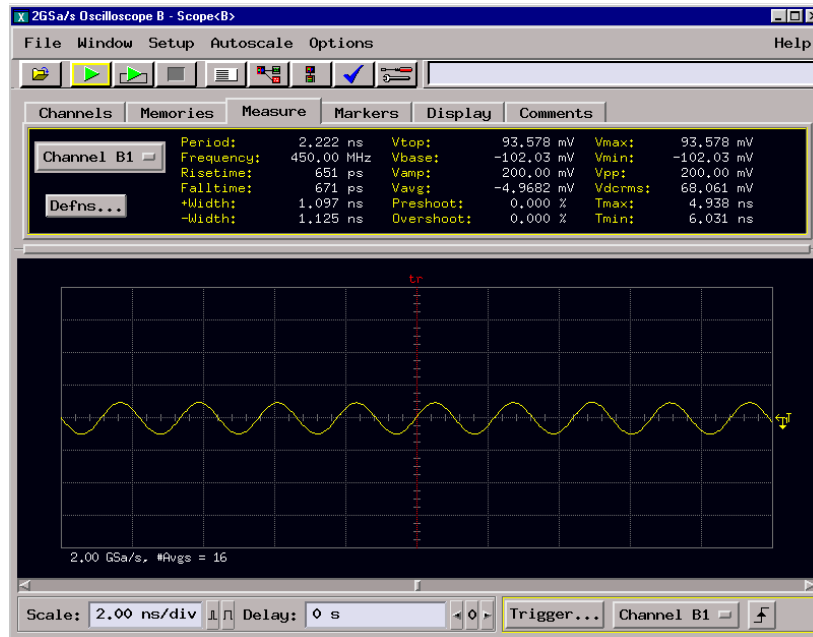 2GSa/s Oscilloscope B - Scope<B>
File Window Setup Autoscale Options Help
Channels Memories Measure Markers Display Comments
Channel B1
Defns...
Period: 2.222 ns Vtop: 93.578 mV Vmax: 93.578 mV
Frequency: 450.00 MHz Vbase: -102.03 mV Vmin: -102.03 mV
Risetime: 651 ps Vamp: 200.00 mV Vpp: 200.00 mV
Falltime: 671 ps Vavg: -4.9682 mV Vdcrms: 68.061 mV
+Width: 1.097 ns Preshoot: 0.000 % Tmax: 4.938 ns
-Width: 1.125 ns Overshoot: 0.000 % Tmin: 6.031 ns
tr
2.00 GSa/s, #Avgs = 16
Scale: 2.00 ns/div Delay: 0 s 0 Trigger... Channel B1